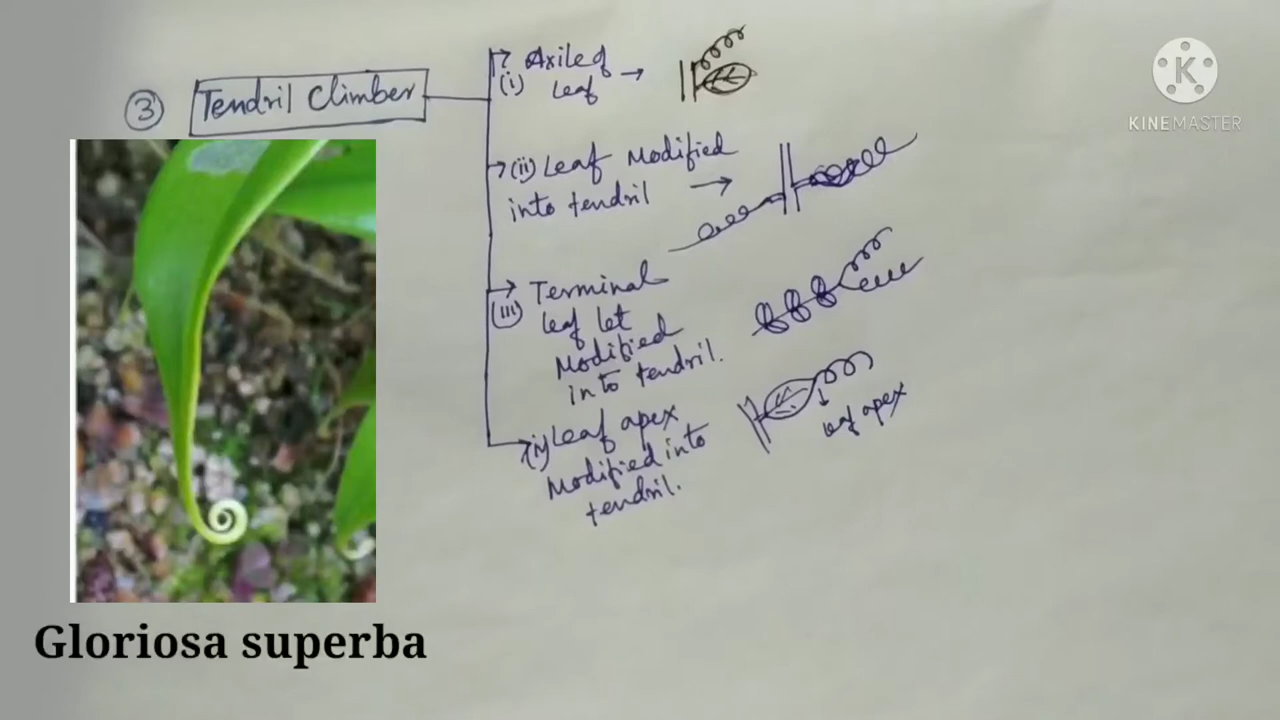 ③ Tendril Climber
(i) Axile of
leaf →
(ii) Leaf Modified
into tendril →
(iii) Terminal
leaf let
Modified
into tendril.
(iv) Leaf apex
Modified into
tendril.
leaf apex
K
KINEMASTER
Gloriosa superba